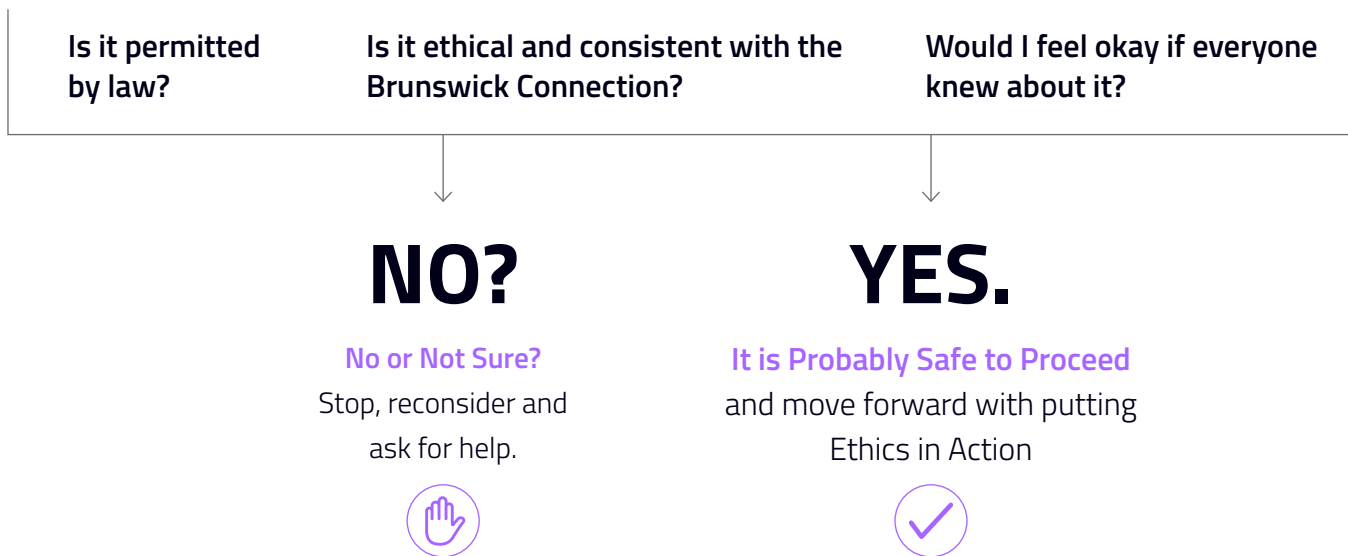 Is it permitted
by law?
Is it ethical and consistent with the
Brunswick Connection?
Would I feel okay if everyone
knew about it?
NO?
No or Not Sure?
Stop, reconsider and
ask for help.
YES.
It is Probably Safe to Proceed
and move forward with putting
Ethics in Action